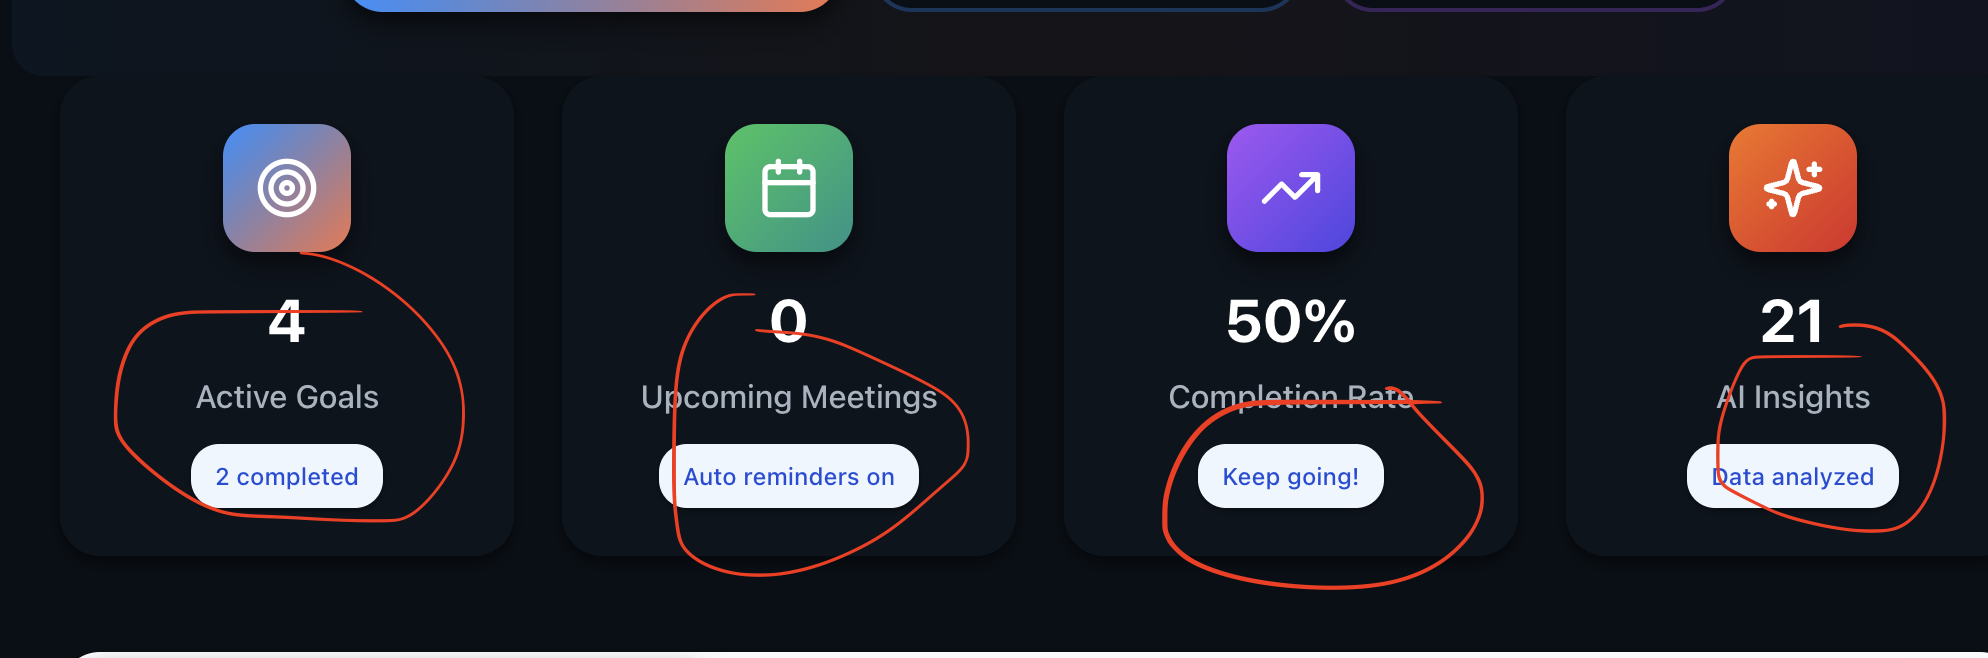 4
Active Goals
2 completed
0
Upcoming Meetings
Auto reminders on
50%
Completion Rate
Keep going!
21
AI Insights
Data analyzed